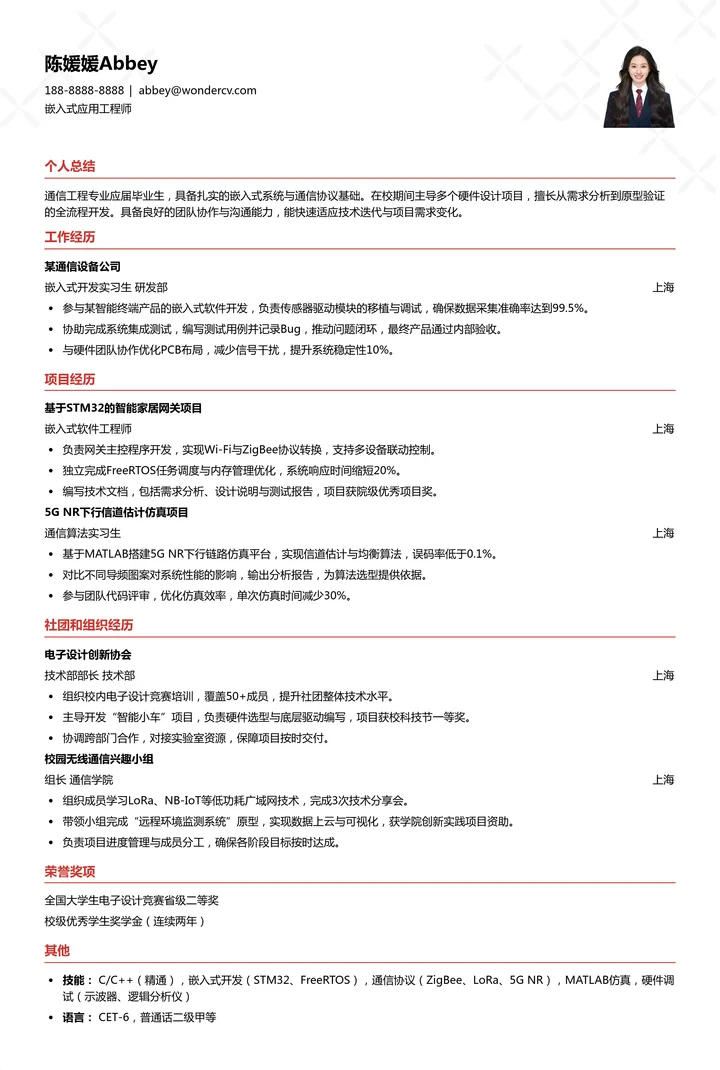 陈媛媛Abbey
188-8888-8888 | abbey@wondercv.com
嵌入式应用工程师
个人总结
通信工程专业应届毕业生，具备扎实的嵌入式系统与通信协议基础。在校期间主导多个硬件设计项目，擅长从需求分析到原型验证
的全流程开发。具备良好的团队协作与沟通能力，能快速适应技术迭代与项目需求变化。
工作经历
某通信设备公司
嵌入式开发实习生 研发部 上海
• 参与某智能终端产品的嵌入式软件开发，负责传感器驱动模块的移植与调试，确保数据采集准确率达到99.5%。
• 协助完成系统集成测试，编写测试用例并记录Bug，推动问题闭环，最终产品通过内部验收。
• 与硬件团队协作优化PCB布局，减少信号干扰，提升系统稳定性10%。
项目经历
基于STM32的智能家居网关项目
嵌入式软件工程师 上海
• 负责网关主控程序开发，实现Wi-Fi与ZigBee协议转换，支持多设备联动控制。
• 独立完成FreeRTOS任务调度与内存管理优化，系统响应时间缩短20%。
• 编写技术文档，包括需求分析、设计说明与测试报告，项目获院级优秀项目奖。
5G NR下行信道估计仿真项目
通信算法实习生 上海
• 基于MATLAB搭建5G NR下行链路仿真平台，实现信道估计与均衡算法，误码率低于0.1%。
• 对比不同导频图案对系统性能的影响，输出分析报告，为算法选型提供依据。
• 参与团队代码评审，优化仿真效率，单次仿真时间减少30%。
社团和组织经历
电子设计创新协会
技术部部长 技术部 上海
• 组织校内电子设计竞赛培训，覆盖50+成员，提升社团整体技术水平。
• 主导开发“智能小车”项目，负责硬件选型与底层驱动编写，项目获校科技节一等奖。
• 协调跨部门合作，对接实验室资源，保障项目按时交付。
校园无线通信兴趣小组
组长 通信学院 上海
• 组织成员学习LoRa、NB-IoT等低功耗广域网技术，完成3次技术分享会。
• 带领小组完成“远程环境监测系统”原型，实现数据上云与可视化，获学院创新实践项目资助。
• 负责项目进度管理与成员分工，确保各阶段目标按时达成。
荣誉奖项
全国大学生电子设计竞赛省级二等奖
校级优秀学生奖学金（连续两年）
其他
• 技能： C/C++（精通），嵌入式开发（STM32、FreeRTOS），通信协议（ZigBee、LoRa、5G NR），MATLAB仿真，硬件调
试（示波器、逻辑分析仪）
• 语言： CET-6，普通话二级甲等